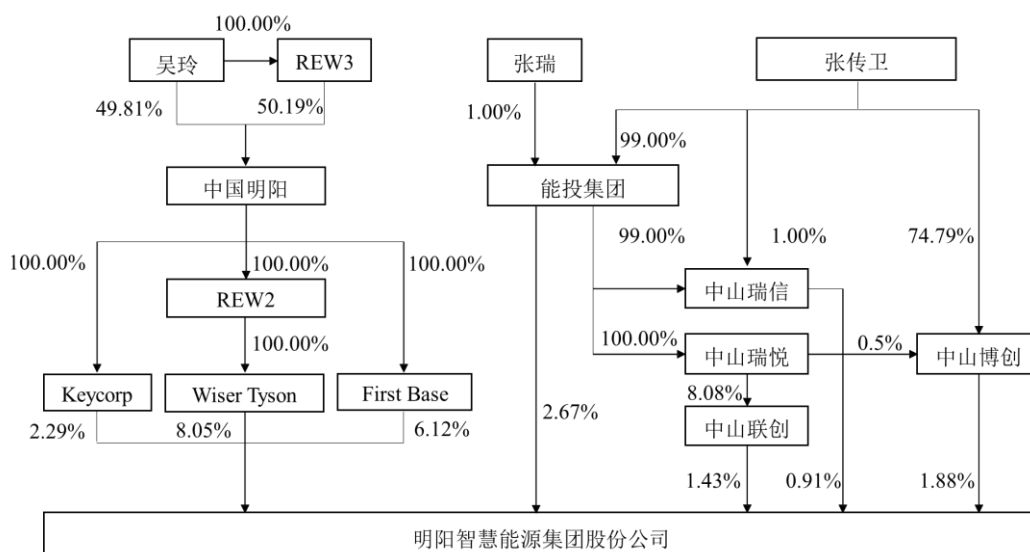 100.00%
吴玲
REW3
张瑞
张传卫
49.81%
50.19%
1.00%
99.00%
中国明阳
能投集团
100.00%
100.00%
100.00%
99.00%
1.00%
74.79%
REW2
中山瑞信
100.00%
100.00%
中山瑞悦
0.5%
中山博创
Keycorp
Wiser Tyson
First Base
8.08%
2.29%
8.05%
6.12%
2.67%
中山联创
1.43%
0.91%
1.88%
明阳智慧能源集团股份公司